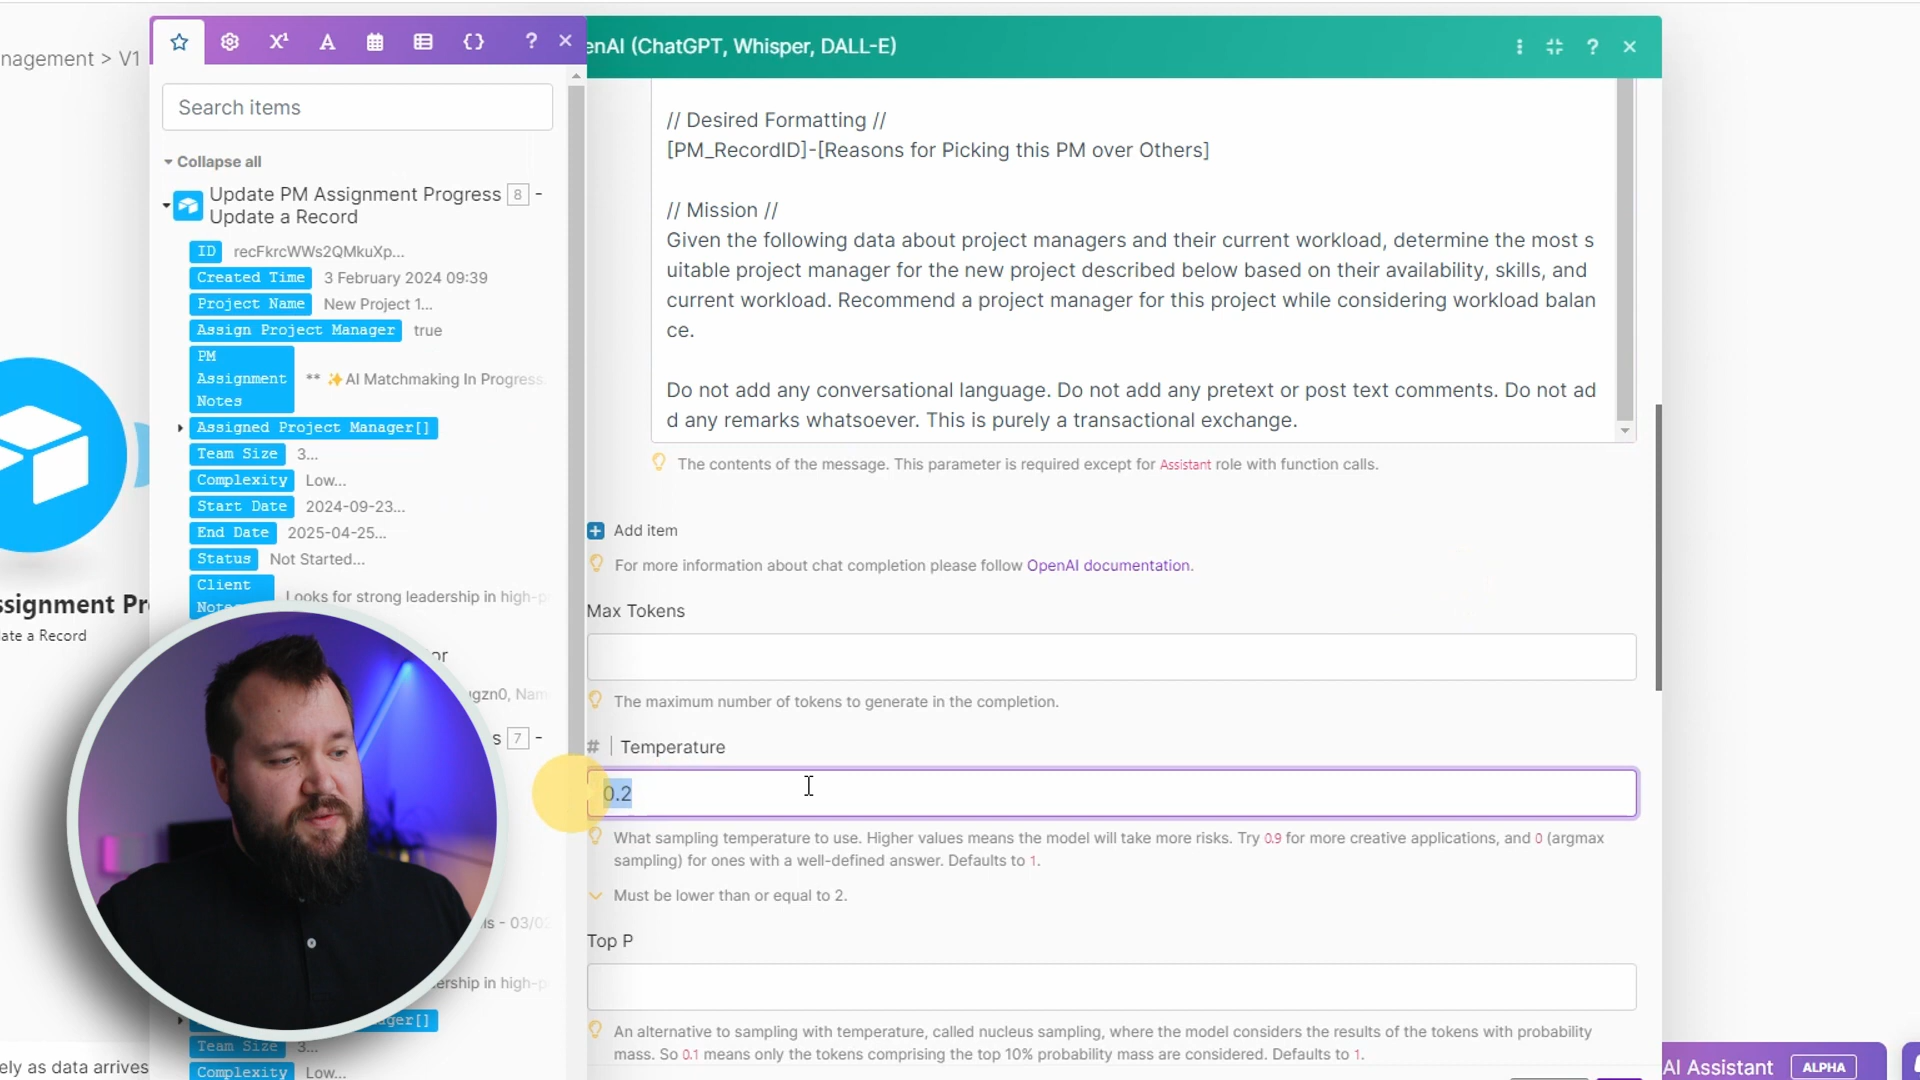 nagement > V1
enAI (ChatGPT, Whisper, DALL-E)
Search items
Collapse all
Update PM Assignment Progress 8 -
Update a Record
ID recFkrcWWs2QMkuXp...
Created Time 3 February 2024 09:39
Project Name New Project 1...
Assign Project Manager true
PM
Assignment
Notes
** ✨AI Matchmaking In Progress
Assigned Project Manager[]
Team Size 3...
Complexity Low...
Start Date 2024-09-23...
End Date 2025-04-25...
Status Not Started...
Client
Notes
Looks for strong leadership in high-p
or
ugzn0, Nam
s 7 -
ls - 03/02
ership in high-p
ager[]
Team Size 3...
Complexity Low...
ssignment Pr
ate a Record
ely as data arrives
// Desired Formatting //
[PM_RecordID]-[Reasons for Picking this PM over Others]
// Mission //
Given the following data about project managers and their current workload, determine the most s
uitable project manager for the new project described below based on their availability, skills, and
current workload. Recommend a project manager for this project while considering workload balan
ce.
Do not add any conversational language. Do not add any pretext or post text comments. Do not ad
d any remarks whatsoever. This is purely a transactional exchange.
The contents of the message. This parameter is required except for Assistant role with function calls.
Add item
For more information about chat completion please follow OpenAI documentation.
Max Tokens
The maximum number of tokens to generate in the completion.
# | Temperature
0.2
What sampling temperature to use. Higher values means the model will take more risks. Try 0.9 for more creative applications, and 0 (argmax
sampling) for ones with a well-defined answer. Defaults to 1.
Must be lower than or equal to 2.
Top P
An alternative to sampling with temperature, called nucleus sampling, where the model considers the results of the tokens with probability
mass. So 0.1 means only the tokens comprising the top 10% probability mass are considered. Defaults to 1.
AI Assistant ALPHA